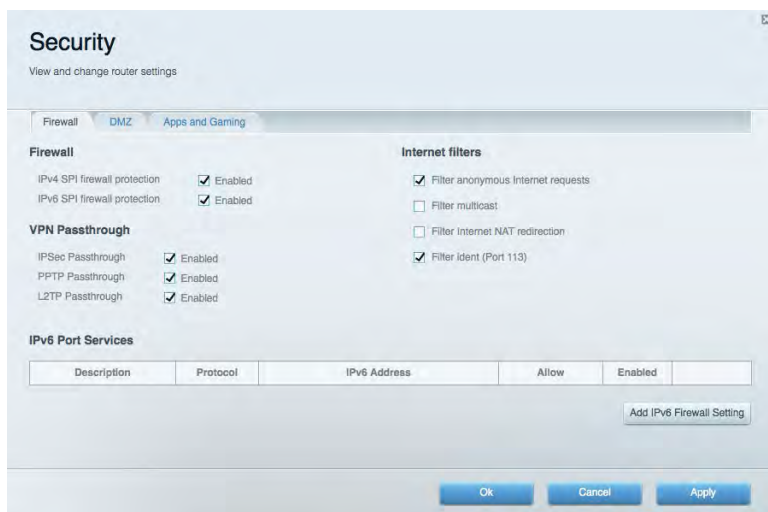 Security
View and change router settings
Firewall DMZ Apps and Gaming
Firewall
IPv4 SPI firewall protection Enabled
IPv6 SPI firewall protection Enabled
VPN Passthrough
IPSec Passthrough Enabled
PPTP Passthrough Enabled
L2TP Passthrough Enabled
Internet filters
Filter anonymous Internet requests
Filter multicast
Filter Internet NAT redirection
Filter ident (Port 113)
IPv6 Port Services
Description Protocol IPv6 Address Allow Enabled
Add IPv6 Firewall Setting
Ok Cancel Apply